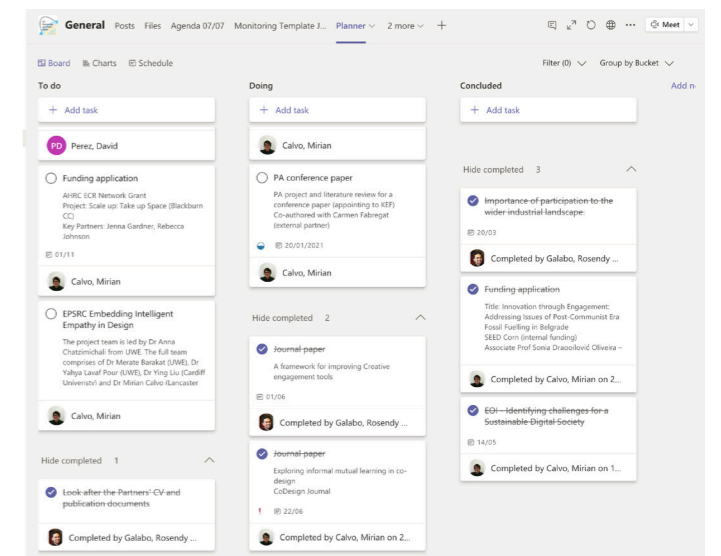 General Posts Files Agenda 07/07 Monitoring Template J... Planner 2 more
Meet
Board Charts Schedule
Filter (0) Group by Bucket
To do
Add task
PD Perez, David
Funding application
AHRC ECR Network Grant
Project: Scale up: Take up Space (Blackburn
CC)
Key Partners: Jenna Gardner, Rebecca
Johnson
01/11
Calvo, Mirian
EPSRC Embedding Intelligent
Empathy in Design
The project team is led by Dr Anna
Chatzimichali from UWE. The full team
comprises of Dr Merate Barakat (UWE), Dr
Yahya Lavaf Pour (UWE), Dr Ying Liu (Cardiff
University) and Dr Mirian Calvo (Lancaster
Calvo, Mirian
Hide completed 1
Look after the Partners' CV and
publication documents
Completed by Galabo, Rosendy ...
Doing
Add task
Calvo, Mirian
PA conference paper
PA project and literature review for a
conference paper (appointing to KEF)
Co-authored with Carmen Fabregat
(external partner)
20/01/2021
Calvo, Mirian
Hide completed 2
Journal paper
A framework for improving Creative
engagement tools
01/06
Completed by Galabo, Rosendy ...
Journal paper
Exploring informal mutual learning in co-
design
CoDesign Journal
! 22/06
Completed by Calvo, Mirian on 2...
Concluded
Add task
Hide completed 3
Importance of participation to the
wider industrial landscape.
20/03
Completed by Galabo, Rosendy ...
Funding application
Title: Innovation through Engagement:
Addressing Issues of Post-Communist Era
Fossil Fuelling in Belgrade
SEED Corn (internal funding)
Associate Prof Sonia Dragoilović Oliveira –
Completed by Calvo, Mirian on 2...
EOI - Identifying challenges for a
Sustainable Digital Society
14/05
Completed by Calvo, Mirian on 1...
Add n